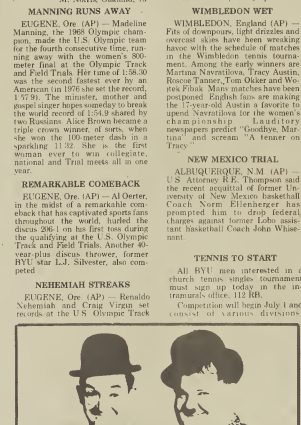 MANNING RUNS AWAY
EUGENE, Ore (AP) — Madeline
Manning, the 1968 Olympic cham-
pion, made the U.S. Olympic team
for the fourth consecutive time, run-
ning away with the women's 800-
meter final at the Olympic Track
and Field Trials. Her time of 1:58.30
was the second fastest ever by an
American (in 1976 she set the record,
1:57.9). The minister, mother and
gospel singer hopes someday to break
the world record of 1:54.9 shared by
two Russians. Alice Brown became a
triple crown winner, of sorts, when
she won the 100-meter dash in a
sparkling 11.32. She is the first
woman ever to win collegiate,
national and Trial meets all in one
year.
REMARKABLE COMEBACK
EUGENE, Ore (AP) — Al Oerter,
in the midst of a remarkable com-
eback that has captivated sports fans
throughout the world, hurled the
discus 206-1 on his first toss during
the qualifying at the U.S. Olympic
Track and Field Trials. Another 40-
year-plus discus thrower, former
BYU star L.J. Silvester, also com-
peted
NEHEMIAH STREAKS
EUGENE, Ore (AP) — Renaldo
Nehemiah and Craig Virgin set
records at the U.S. Olympic Track
WIMBLEDON WET
WIMBLEDON, England (AP) —
Fits of downpours, light drizzles and
overcast skies have been wreaking
havoc with the schedule of matches
in the Wimbledon tennis tourna-
ment. Among the early winners are
Martina Navratilova, Tracy Austin,
Roscoe Tanner, Tom Okker and Wo-
jtek Fibak. Many matches have been
postponed. English fans are making
the 17-year-old Austin a favorite to
upend Navratilova for the women's
championship. Lauditory
newspapers predict "Goodbye, Mar-
tina" and scream "A tenner on
Tracy"
NEW MEXICO TRIAL
ALBUQUERQUE, N.M. (AP) —
U.S. Attorney R.E. Thompson said
the recent acquittal of former Un-
iversity of New Mexico basketball
coach Norm Ellenberger has
prompted him to drop federal
charges against former Lobo assis-
tant basketball Coach John Whise-
nant.
TENNIS TO START
All BYU men interested in a
church tennis singles tournament
must sign up today in the in-
tramurals office, 112 RB.
Competition will begin July 1 and
consist of various divisions